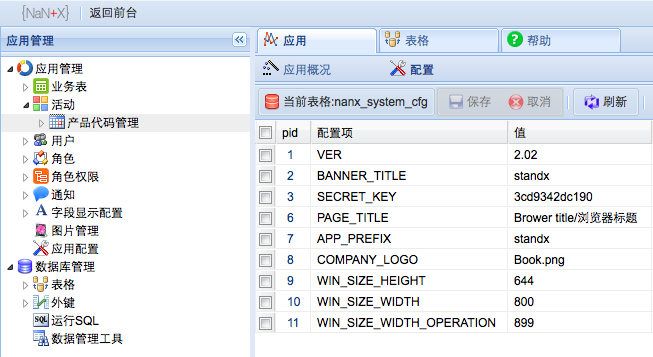 {NaN+X} 返回前台
应用管理
应用管理
业务表
活动
产品代码管理
用户
角色
角色权限
通知
字段显示配置
图片管理
应用配置
数据库管理
表格
外键
SQL 运行SQL
数据管理工具
应用 表格 帮助
应用概况 配置
当前表格:nanx_system_cfg 保存 取消 刷新
pid 配置项 值
1 VER 2.02
2 BANNER_TITLE standx
3 SECRET_KEY 3cd9342dc190
6 PAGE_TITLE Brower title/浏览器标题
7 APP_PREFIX standx
8 COMPANY_LOGO Book.png
9 WIN_SIZE_HEIGHT 644
10 WIN_SIZE_WIDTH 800
11 WIN_SIZE_WIDTH_OPERATION 899